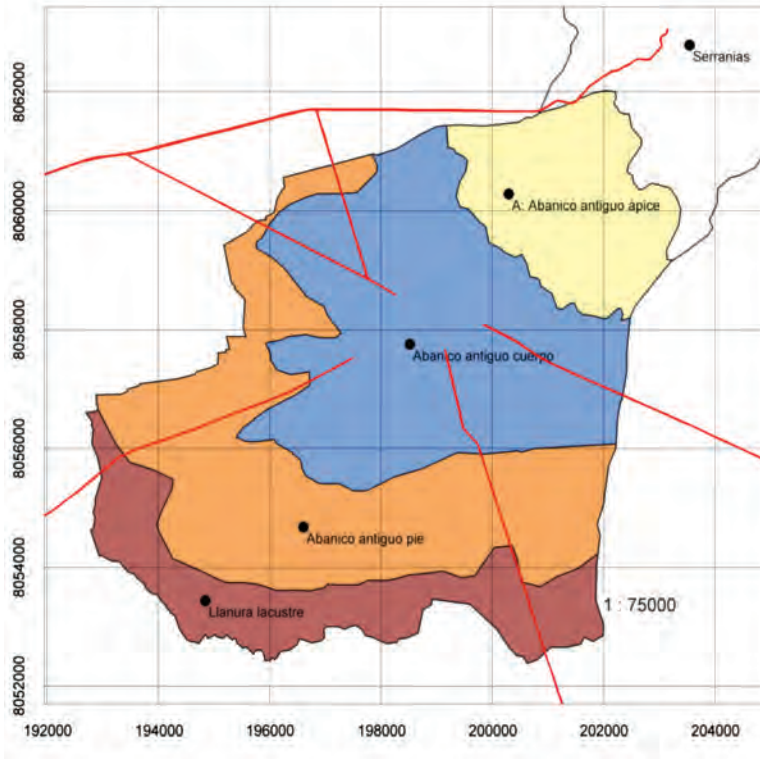 Serranias
8062000
A: Abanico antiguo ápice
8060000
8058000
Abanico antiguo cuerpo
8056000
Abanico antiguo pie
8054000
Llanura lacustre
1 : 75000
8052000
192000 194000 196000 198000 200000 202000 204000